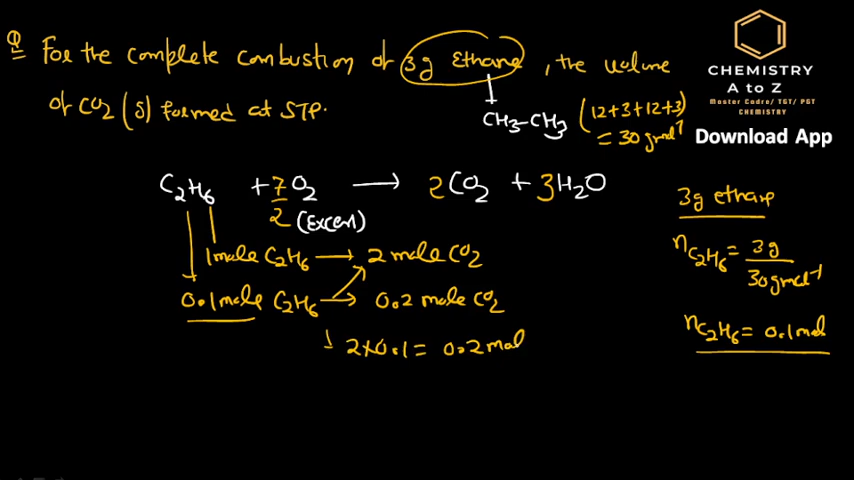 Q For the complete combustion of 3g Ethane, the volume
of CO2 (g) formed at STP.
CH3-CH3 (12+3+12+3)
= 30 gmol-1
CHEMISTRY
A to Z
Master Cadre/ TGT/ PGT
CHEMISTRY
Download App
C2H6 + 7/2 O2 → 2CO2 + 3H2O
(Excess)
1 mole C2H6 → 2 mole CO2
0.1 mole C2H6 → 0.2 mole CO2
2×0.1 = 0.2 mol
3g ethane
nC2H6 = 3g / 30gmol-1
nC2H6 = 0.1 mol